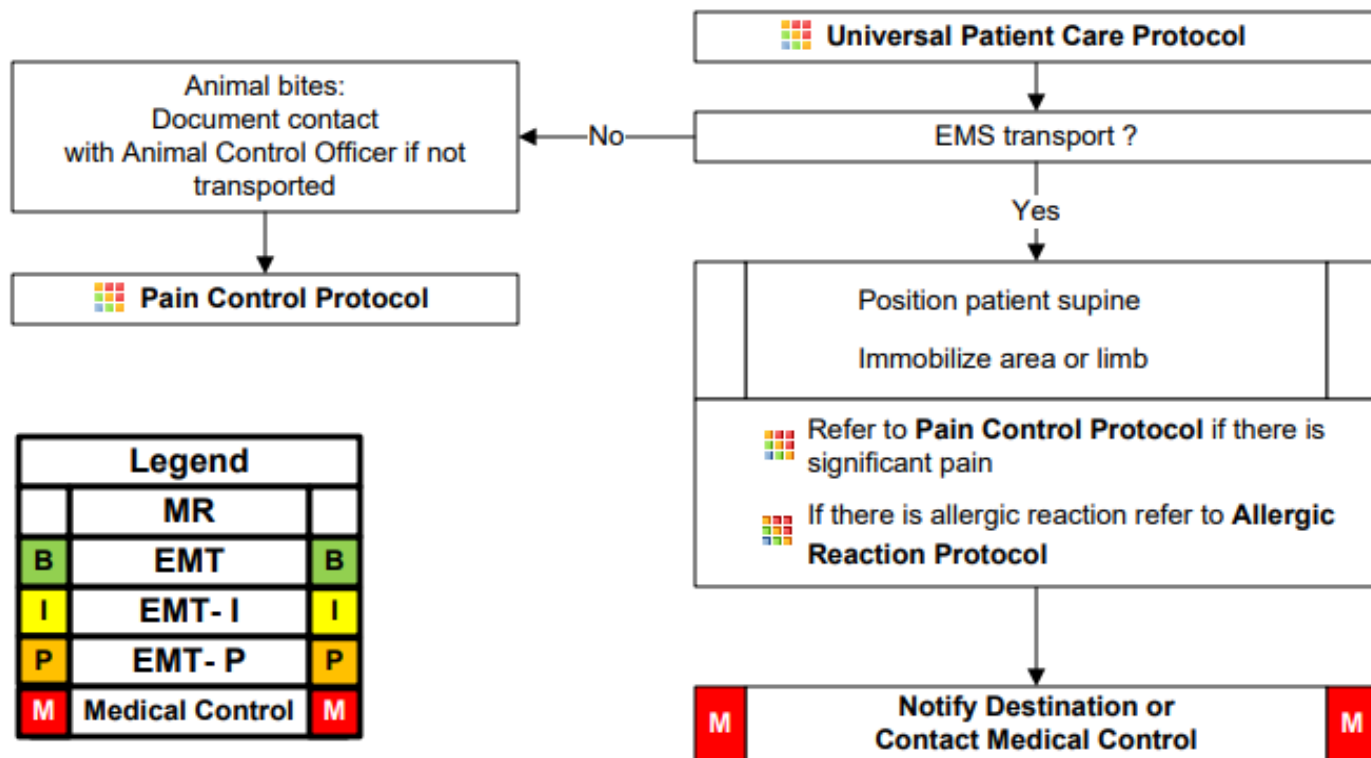 Universal Patient Care Protocol
Animal bites:
Document contact
with Animal Control Officer if not
transported
No
EMS transport ?
Yes
Pain Control Protocol
Position patient supine
Immobilize area or limb
Refer to Pain Control Protocol if there is
significant pain
If there is allergic reaction refer to Allergic
Reaction Protocol
Legend
MR
B EMT B
I EMT- I I
P EMT- P P
M Medical Control M
M Notify Destination or M
Contact Medical Control